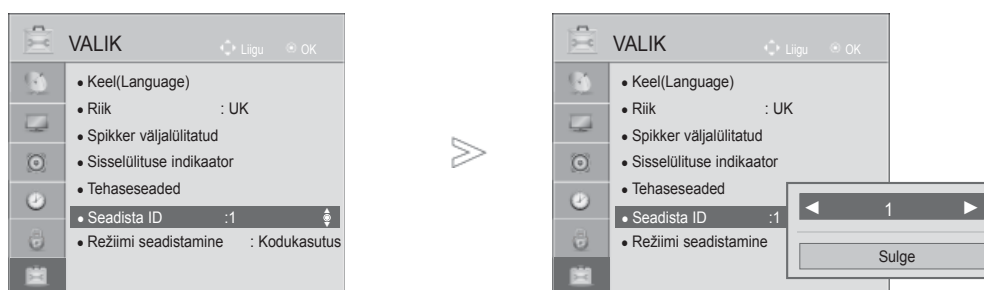 VALIK Liigu OK
• Keel(Language)
• Riik : UK
• Spikker väljalülitatud
• Sisselülituse indikaator
• Tehaseseaded
• Seadista ID :1
• Režiimi seadistamine : Kodukasutus
VALIK Liigu OK
• Keel(Language)
• Riik : UK
• Spikker väljalülitatud
• Sisselülituse indikaator
• Tehaseseaded
• Seadista ID :1
• Režiimi seadistamine
◄ 1 ►
Sulge